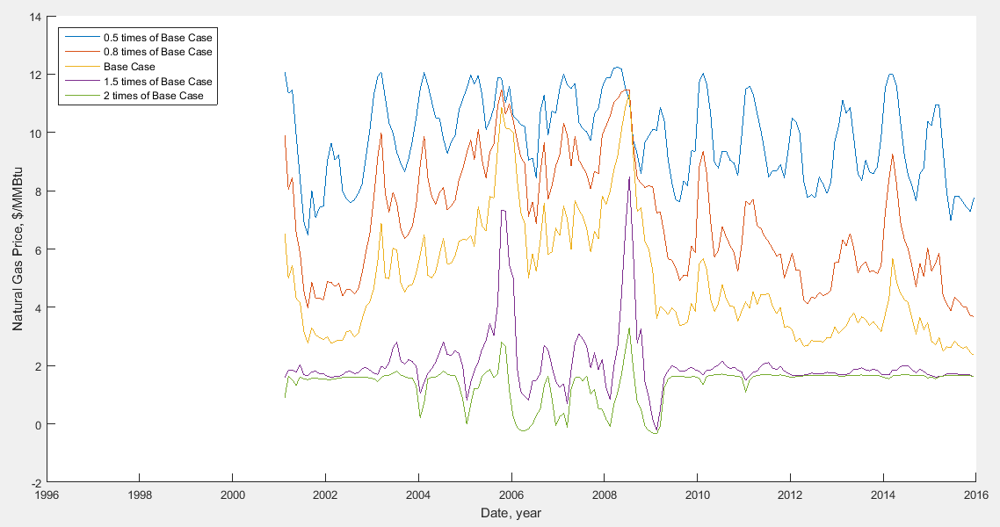 14
12
10
8
6
4
2
0
-2
Natural Gas Price, $/MMBtu
0.5 times of Base Case
0.8 times of Base Case
Base Case
1.5 times of Base Case
2 times of Base Case
1996 1998 2000 2002 2004 2006 2008 2010 2012 2014 2016
Date, year